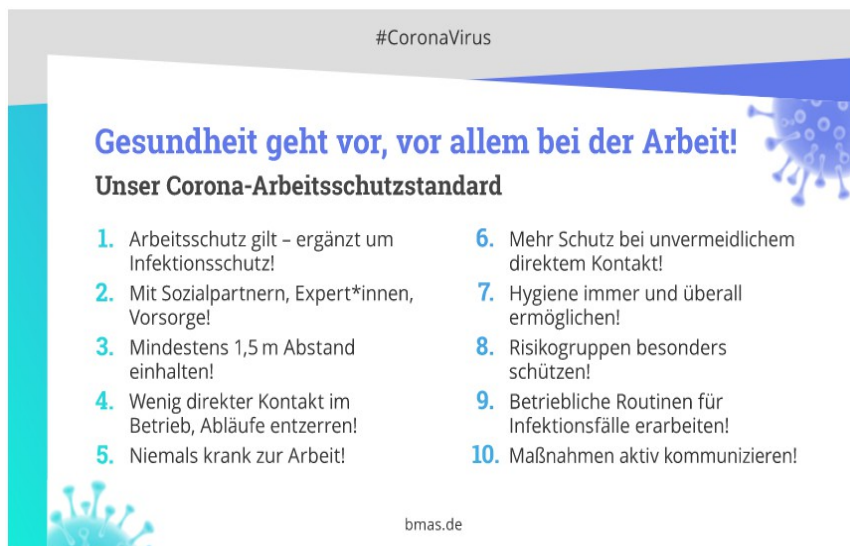 #CoronaVirus
Gesundheit geht vor, vor allem bei der Arbeit!
Unser Corona-Arbeitsschutzstandard
1. Arbeitsschutz gilt – ergänzt um
Infektionsschutz!
2. Mit Sozialpartnern, Expert*innen,
Vorsorge!
3. Mindestens 1,5 m Abstand
einhalten!
4. Wenig direkter Kontakt im
Betrieb, Abläufe entzerren!
5. Niemals krank zur Arbeit!
6. Mehr Schutz bei unvermeidlichem
direktem Kontakt!
7. Hygiene immer und überall
ermöglichen!
8. Risikogruppen besonders
schützen!
9. Betriebliche Routinen für
Infektionsfälle erarbeiten!
10. Maßnahmen aktiv kommunizieren!
bmas.de